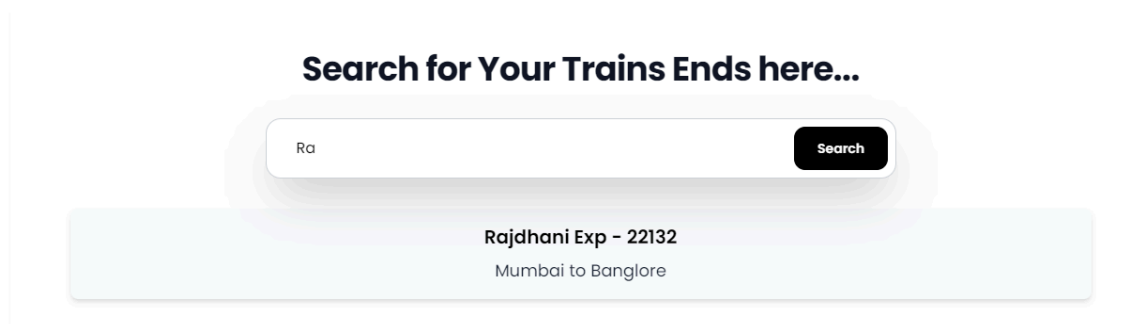 Search for Your Trains Ends here...
Ra
Search
Rajdhani Exp - 22132
Mumbai to Banglore